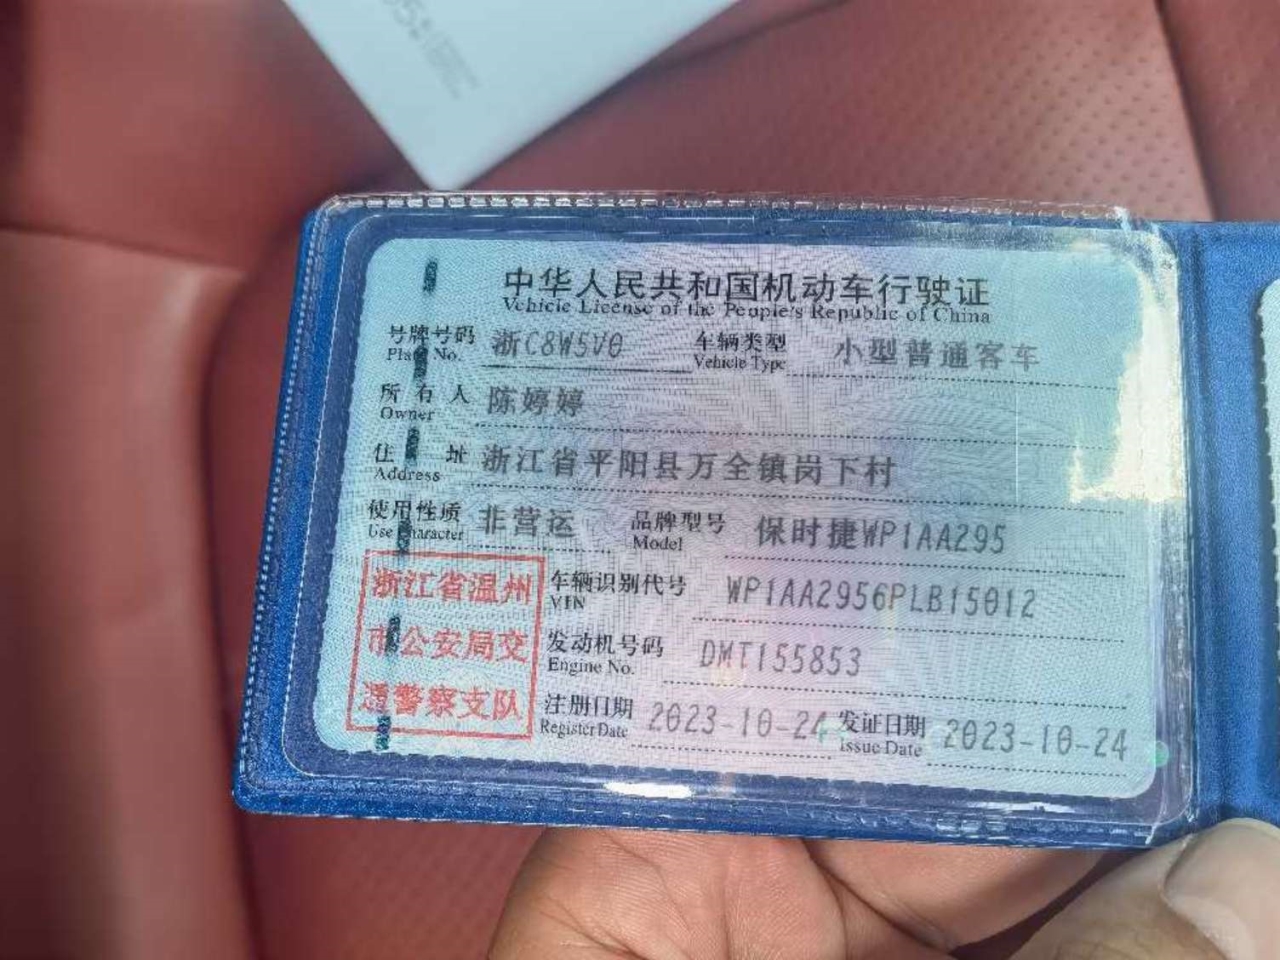 中华人民共和国机动车行驶证
Vehicle License of the People's Republic of China
号牌号码 浙C8W5V0 车辆类型 小型普通客车
Plate No. Vehicle Type
所有人 陈婷婷
Owner
住址 浙江省平阳县万全镇岗下村
Address
使用性质 非营运 品牌型号 保时捷WP1AA295
Use Character Model
浙江省温州
市公安局交
通警察支队
车辆识别代号 WP1AA2956PLB15012
VIN
发动机号码 DMT155853
Engine No.
注册日期 2023-10-24 发证日期 2023-10-24
Register Date Issue Date